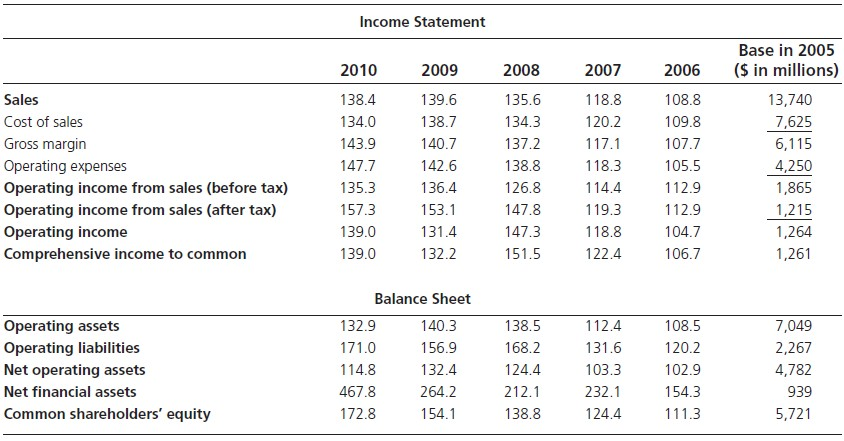 Income Statement
Base in 2005
2010 2009 2008 2007 2006 ($ in millions)
Sales 138.4 139.6 135.6 118.8 108.8 13,740
Cost of sales 134.0 138.7 134.3 120.2 109.8 7,625
Gross margin 143.9 140.7 137.2 117.1 107.7 6,115
Operating expenses 147.7 142.6 138.8 118.3 105.5 4,250
Operating income from sales (before tax) 135.3 136.4 126.8 114.4 112.9 1,865
Operating income from sales (after tax) 157.3 153.1 147.8 119.3 112.9 1,215
Operating income 139.0 131.4 147.3 118.8 104.7 1,264
Comprehensive income to common 139.0 132.2 151.5 122.4 106.7 1,261
Balance Sheet
Operating assets 132.9 140.3 138.5 112.4 108.5 7,049
Operating liabilities 171.0 156.9 168.2 131.6 120.2 2,267
Net operating assets 114.8 132.4 124.4 103.3 102.9 4,782
Net financial assets 467.8 264.2 212.1 232.1 154.3 939
Common shareholders' equity 172.8 154.1 138.8 124.4 111.3 5,721